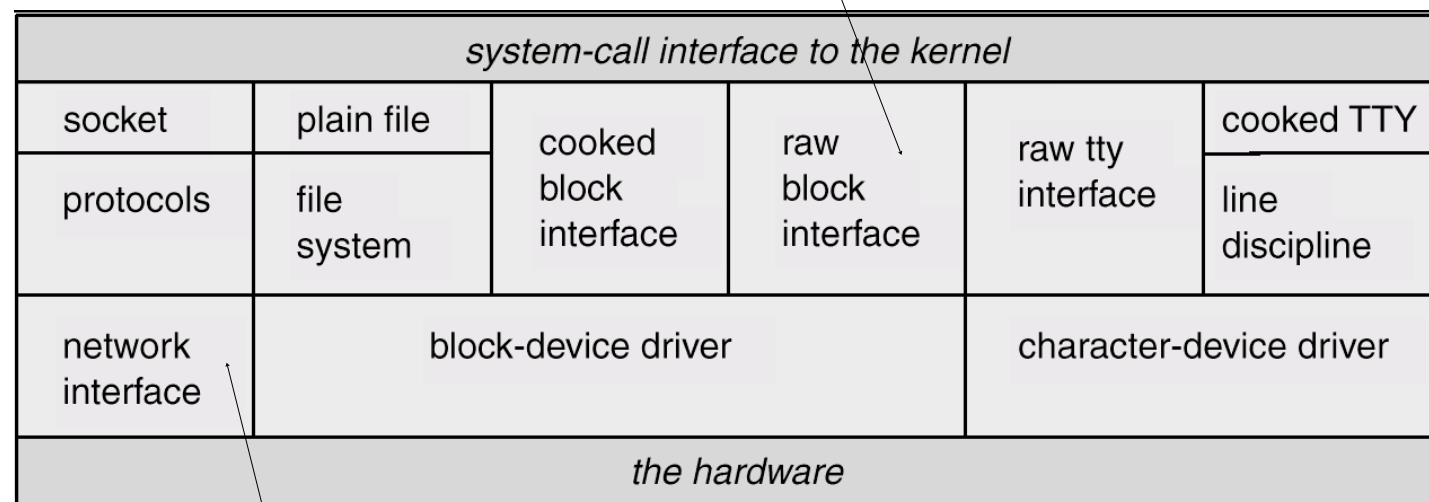 system-call interface to the kernel
socket
plain file
cooked
block
interface
raw
block
interface
raw tty
interface
cooked TTY
protocols
file
system
line
discipline
network
interface
block-device driver
character-device driver
the hardware